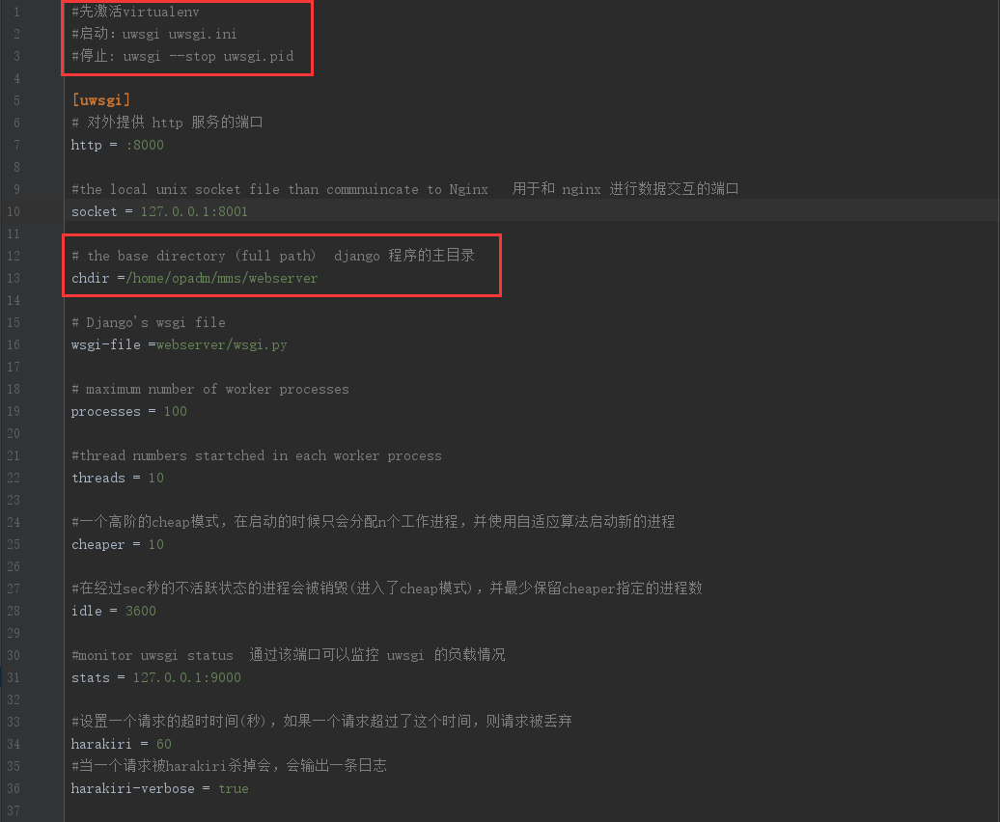 1 #先激活virtualenv
2 #启动：uwsgi uwsgi.ini
3 #停止: uwsgi --stop uwsgi.pid
4
5 [uwsgi]
6 # 对外提供 http 服务的端口
7 http = :8000
8
9 #the local unix socket file than commnuincate to Nginx   用于和 nginx 进行数据交互的端口
10 socket = 127.0.0.1:8001
11
12 # the base directory (full path)  django 程序的主目录
13 chdir =/home/opadm/mms/webserver
14
15 # Django's wsgi file
16 wsgi-file =webserver/wsgi.py
17
18 # maximum number of worker processes
19 processes = 100
20
21 #thread numbers startched in each worker process
22 threads = 10
23
24 #一个高阶的cheap模式，在启动的时候只会分配n个工作进程，并使用自适应算法启动新的进程
25 cheaper = 10
26
27 #在经过sec秒的不活跃状态的进程会被销毁(进入了cheap模式)，并最少保留cheaper指定的进程数
28 idle = 3600
29
30 #monitor uwsgi status  通过该端口可以监控 uwsgi 的负载情况
31 stats = 127.0.0.1:9000
32
33 #设置一个请求的超时时间(秒)，如果一个请求超过了这个时间，则请求被丢弃
34 harakiri = 60
35 #当一个请求被harakiri杀掉会，会输出一条日志
36 harakiri-verbose = true
37